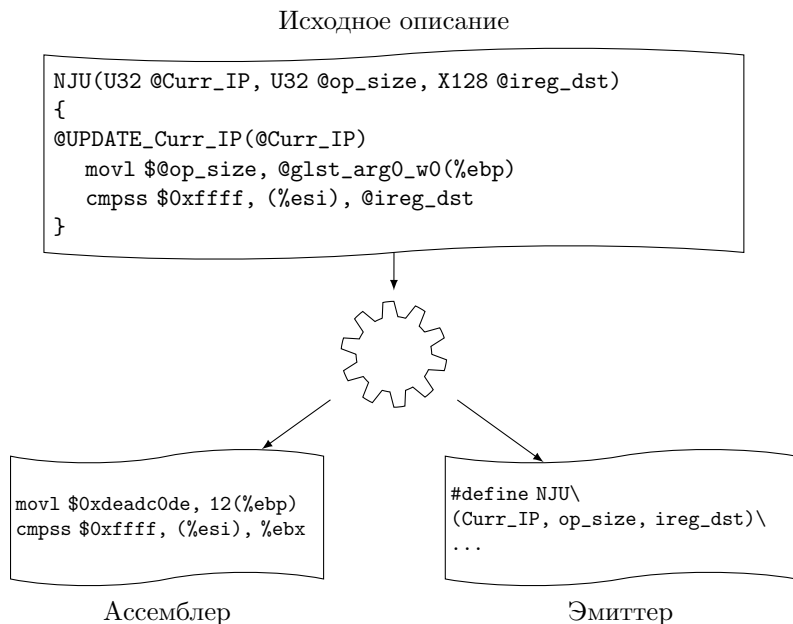 Исходное описание
NJU(U32 @Curr_IP, U32 @op_size, X128 @ireg_dst)
{
@UPDATE_Curr_IP(@Curr_IP)
movl $@op_size, @glst_arg0_w0(%ebp)
cmpss $0xffff, (%esi), @ireg_dst
}
movl $0xdeadc0de, 12(%ebp)
cmpss $0xffff, (%esi), %ebx
Ассемблер
#define NJU\
(Curr_IP, op_size, ireg_dst)\
...
Эмиттер